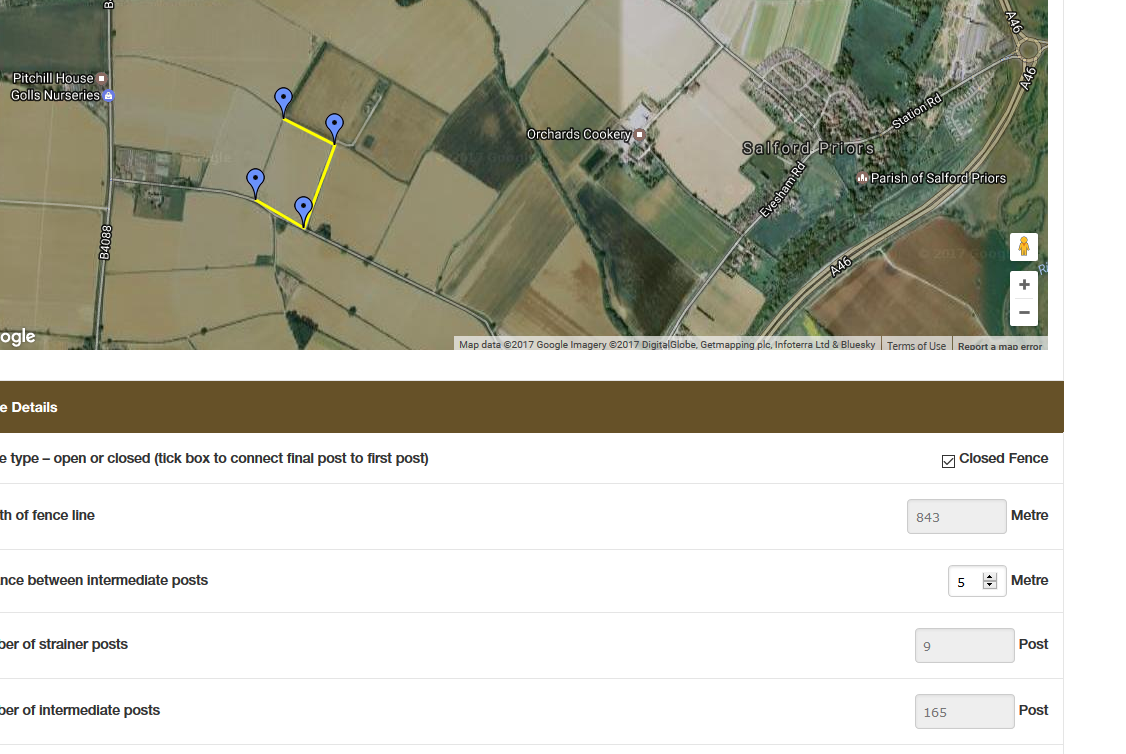 B
A46
A46
Pitchill House
Golls Nurseries
Station Rd
Orchards Cookery
Salford Priors
Parish of Salford Priors
Evesham Rd
B4088
A46
© 2017 Goog
Ri
ogle
Map data ©2017 Google Imagery ©2017 DigitalGlobe, Getmapping plc, Infoterra Ltd & Bluesky Terms of Use Report a map error
e Details
e type – open or closed (tick box to connect final post to first post) Closed Fence
th of fence line 843 Metre
nce between intermediate posts 5 Metre
ber of strainer posts 9 Post
ber of intermediate posts 165 Post